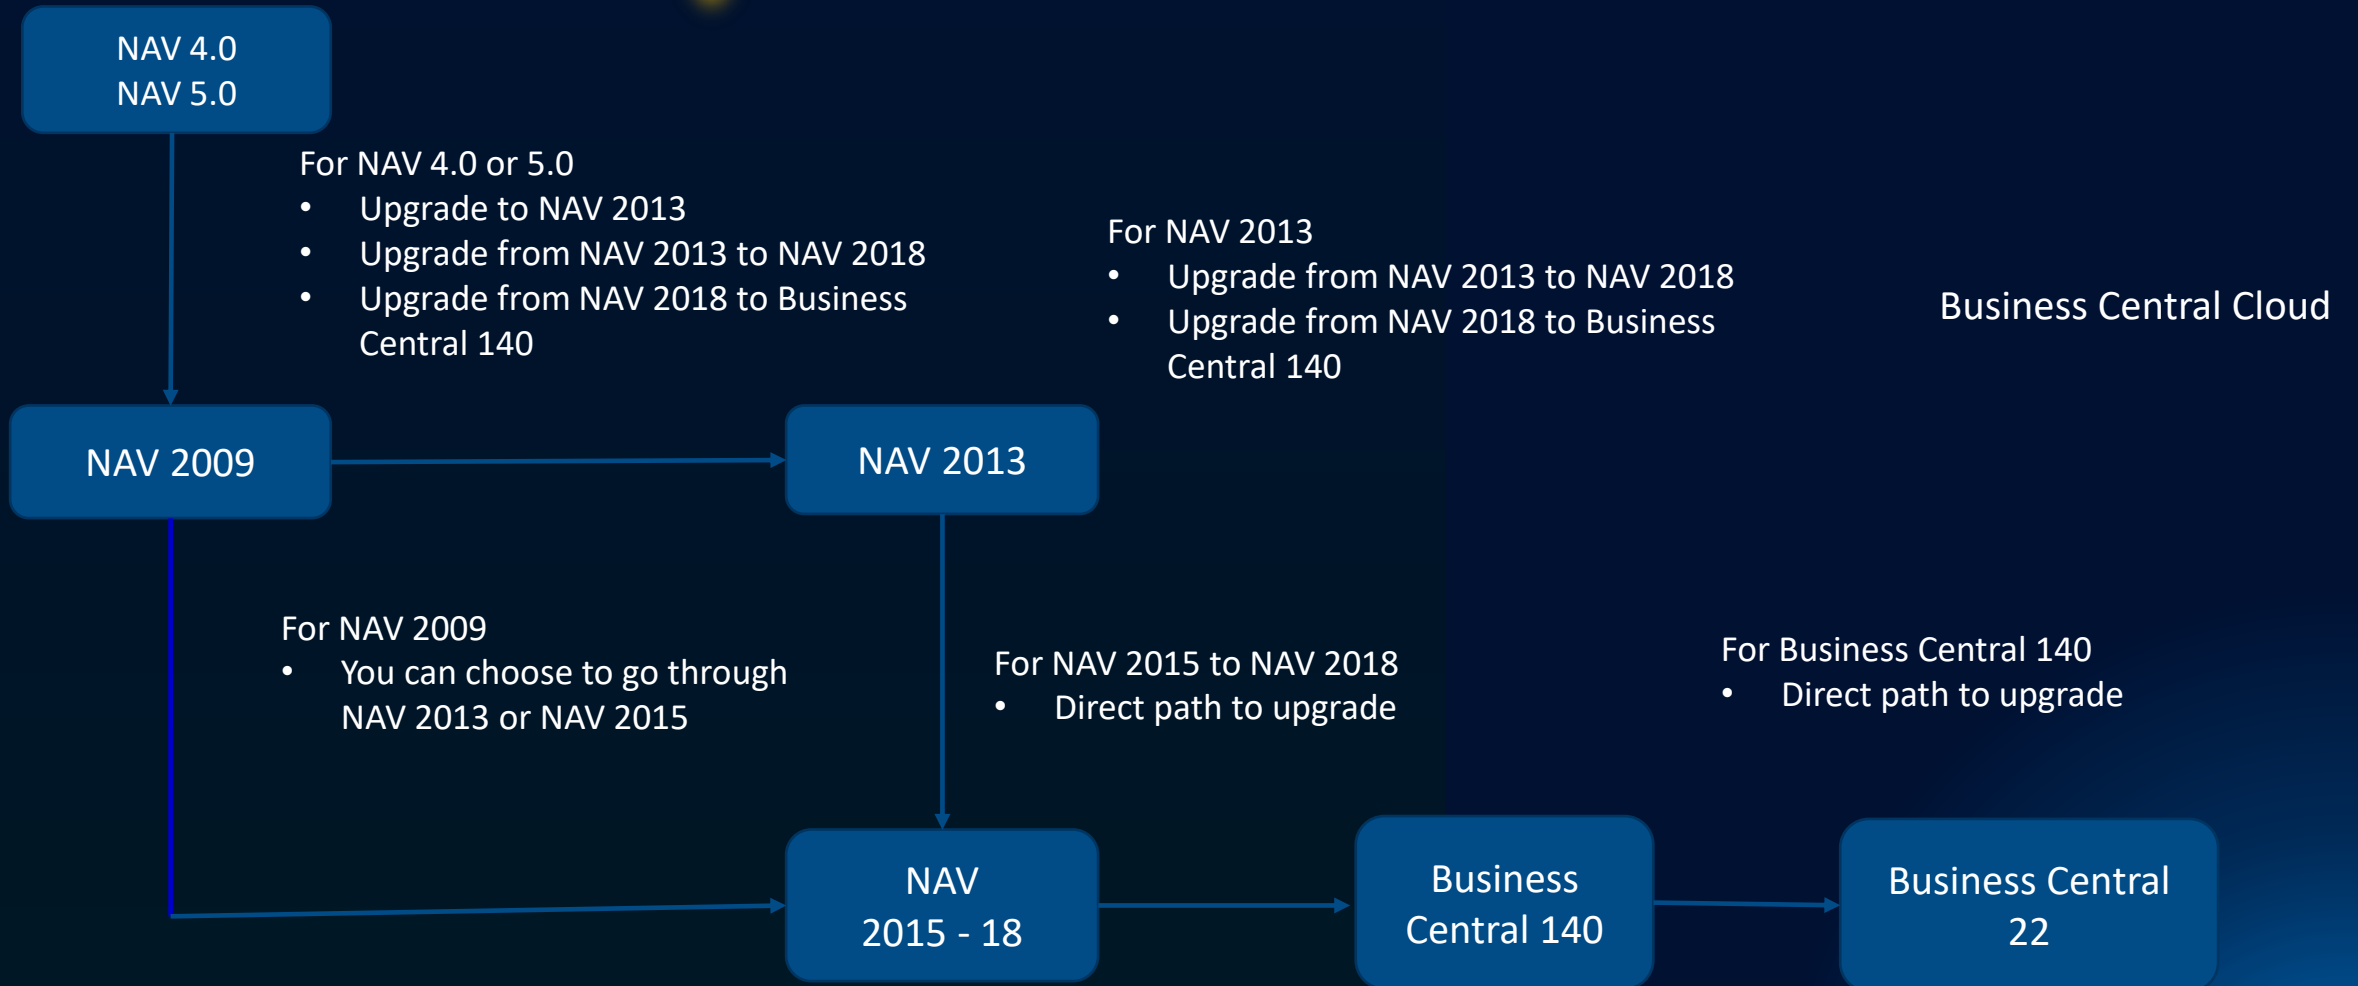 NAV 4.0
NAV 5.0
For NAV 4.0 or 5.0
• Upgrade to NAV 2013
• Upgrade from NAV 2013 to NAV 2018
• Upgrade from NAV 2018 to Business
Central 140
For NAV 2013
• Upgrade from NAV 2013 to NAV 2018
• Upgrade from NAV 2018 to Business
Central 140
Business Central Cloud
NAV 2009
NAV 2013
For NAV 2009
• You can choose to go through
NAV 2013 or NAV 2015
For NAV 2015 to NAV 2018
• Direct path to upgrade
For Business Central 140
• Direct path to upgrade
NAV
2015 - 18
Business
Central 140
Business Central
22